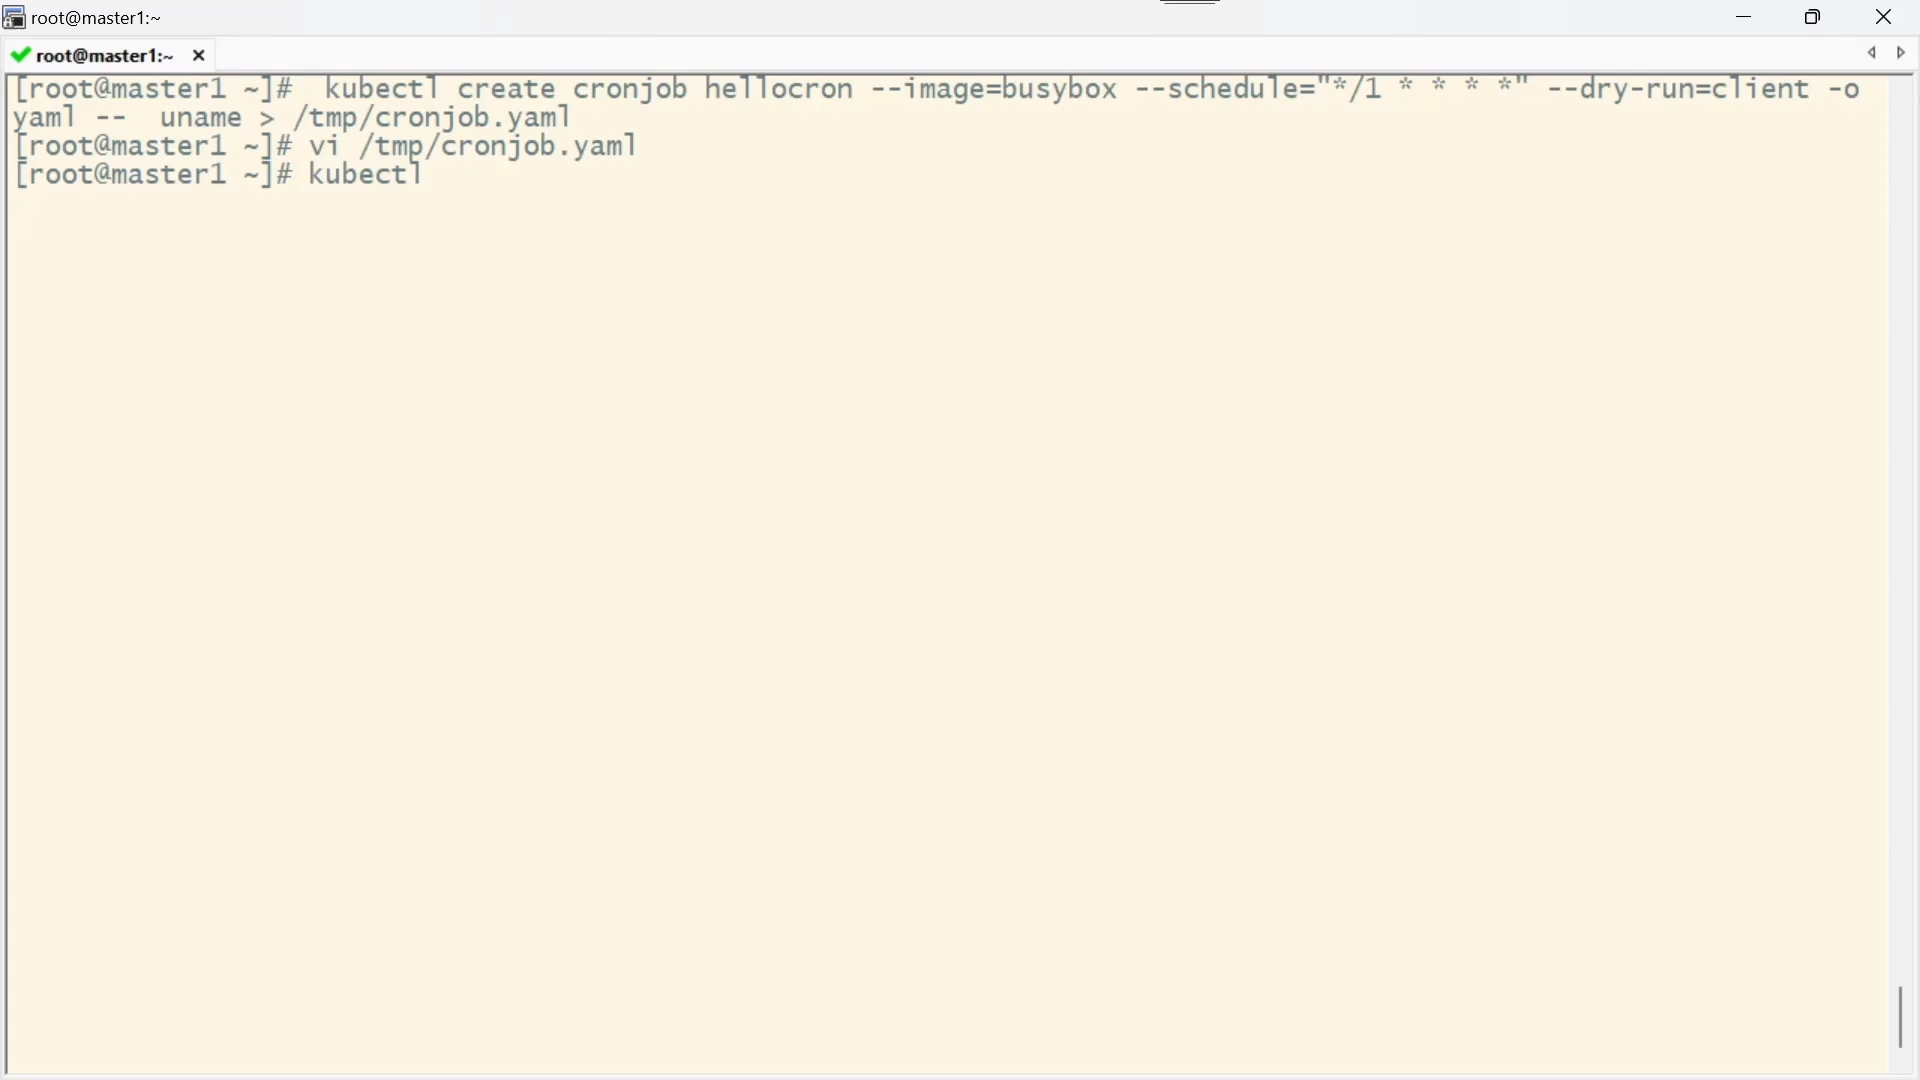 root@master1:~
root@master1:~
[root@master1 ~]#  kubectl create cronjob hellocron --image=busybox --schedule="*/1 * * * *" --dry-run=client -o
yaml --  uname > /tmp/cronjob.yaml
[root@master1 ~]# vi /tmp/cronjob.yaml
[root@master1 ~]# kubectl